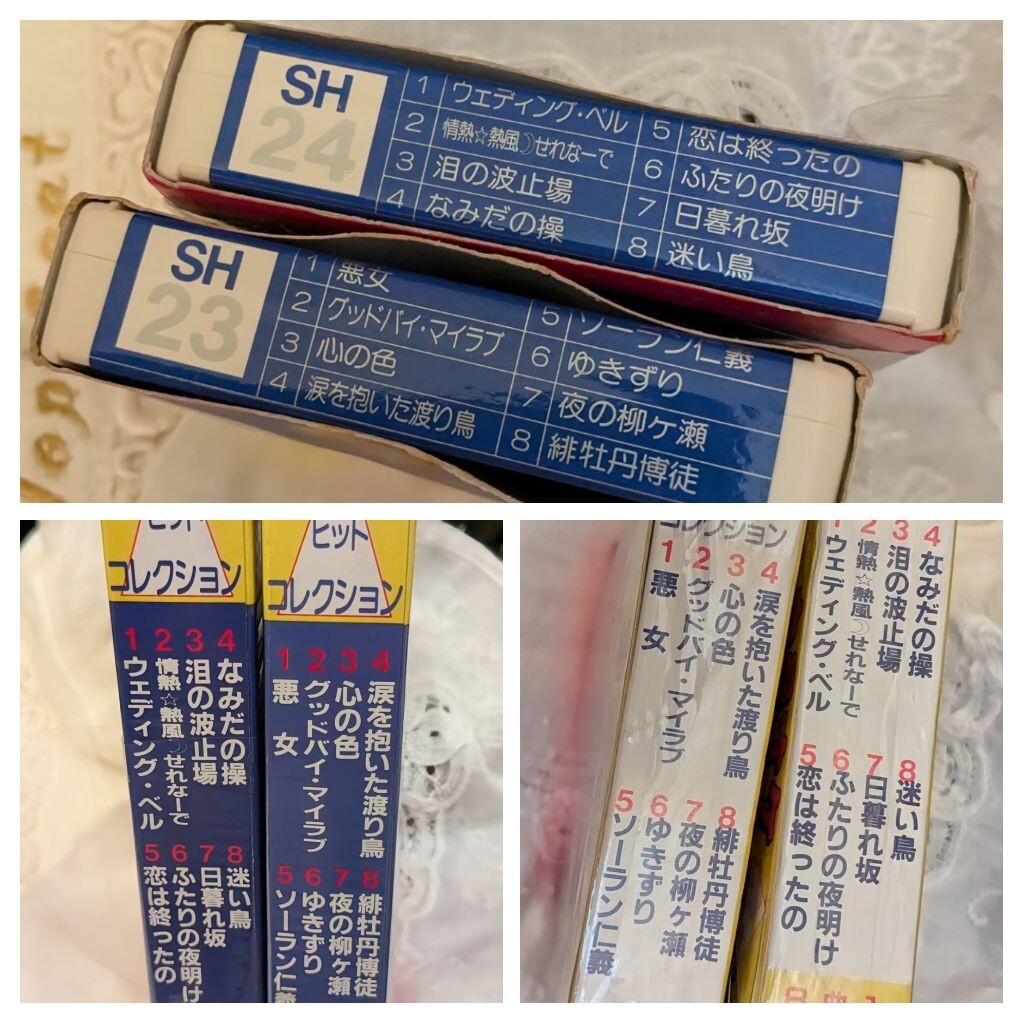 SH
24
1 ウェディング・ベル
2 情熱☆熱風☽せれなーで
3 泪の波止場
4 なみだの操
5 恋は終ったの
6 ふたりの夜明け
7 日暮れ坂
8 迷い鳥
SH
23
1 悪女
2 グッドバイ・マイラブ
3 心の色
4 涙を抱いた渡り鳥
5 ソーラン仁義
6 ゆきずり
7 夜の柳ケ瀬
8 緋牡丹博徒
ヒット
コレクション
1 ウェディング・ベル
2 情熱☆熱風☽せれなーで
3 泪の波止場
4 なみだの操
5 恋は終ったの
6 ふたりの夜明け
7 日暮れ坂
8 迷い鳥
ヒット
コレクション
1 悪女
2 グッドバイ・マイラブ
3 心の色
4 涙を抱いた渡り鳥
5 ソーラン仁義
6 ゆきずり
7 夜の柳ケ瀬
8 緋牡丹博徒
コレクション
1 悪女
2 グッドバイ・マイラブ
3 心の色
4 涙を抱いた渡り鳥
5 ソーラン仁義
6 ゆきずり
7 夜の柳ケ瀬
8 緋牡丹博徒
1 ウェディング・ベル
2 情熱☆熱風☽せれなーで
3 泪の波止場
4 なみだの操
5 恋は終ったの
6 ふたりの夜明け
7 日暮れ坂
8 迷い鳥